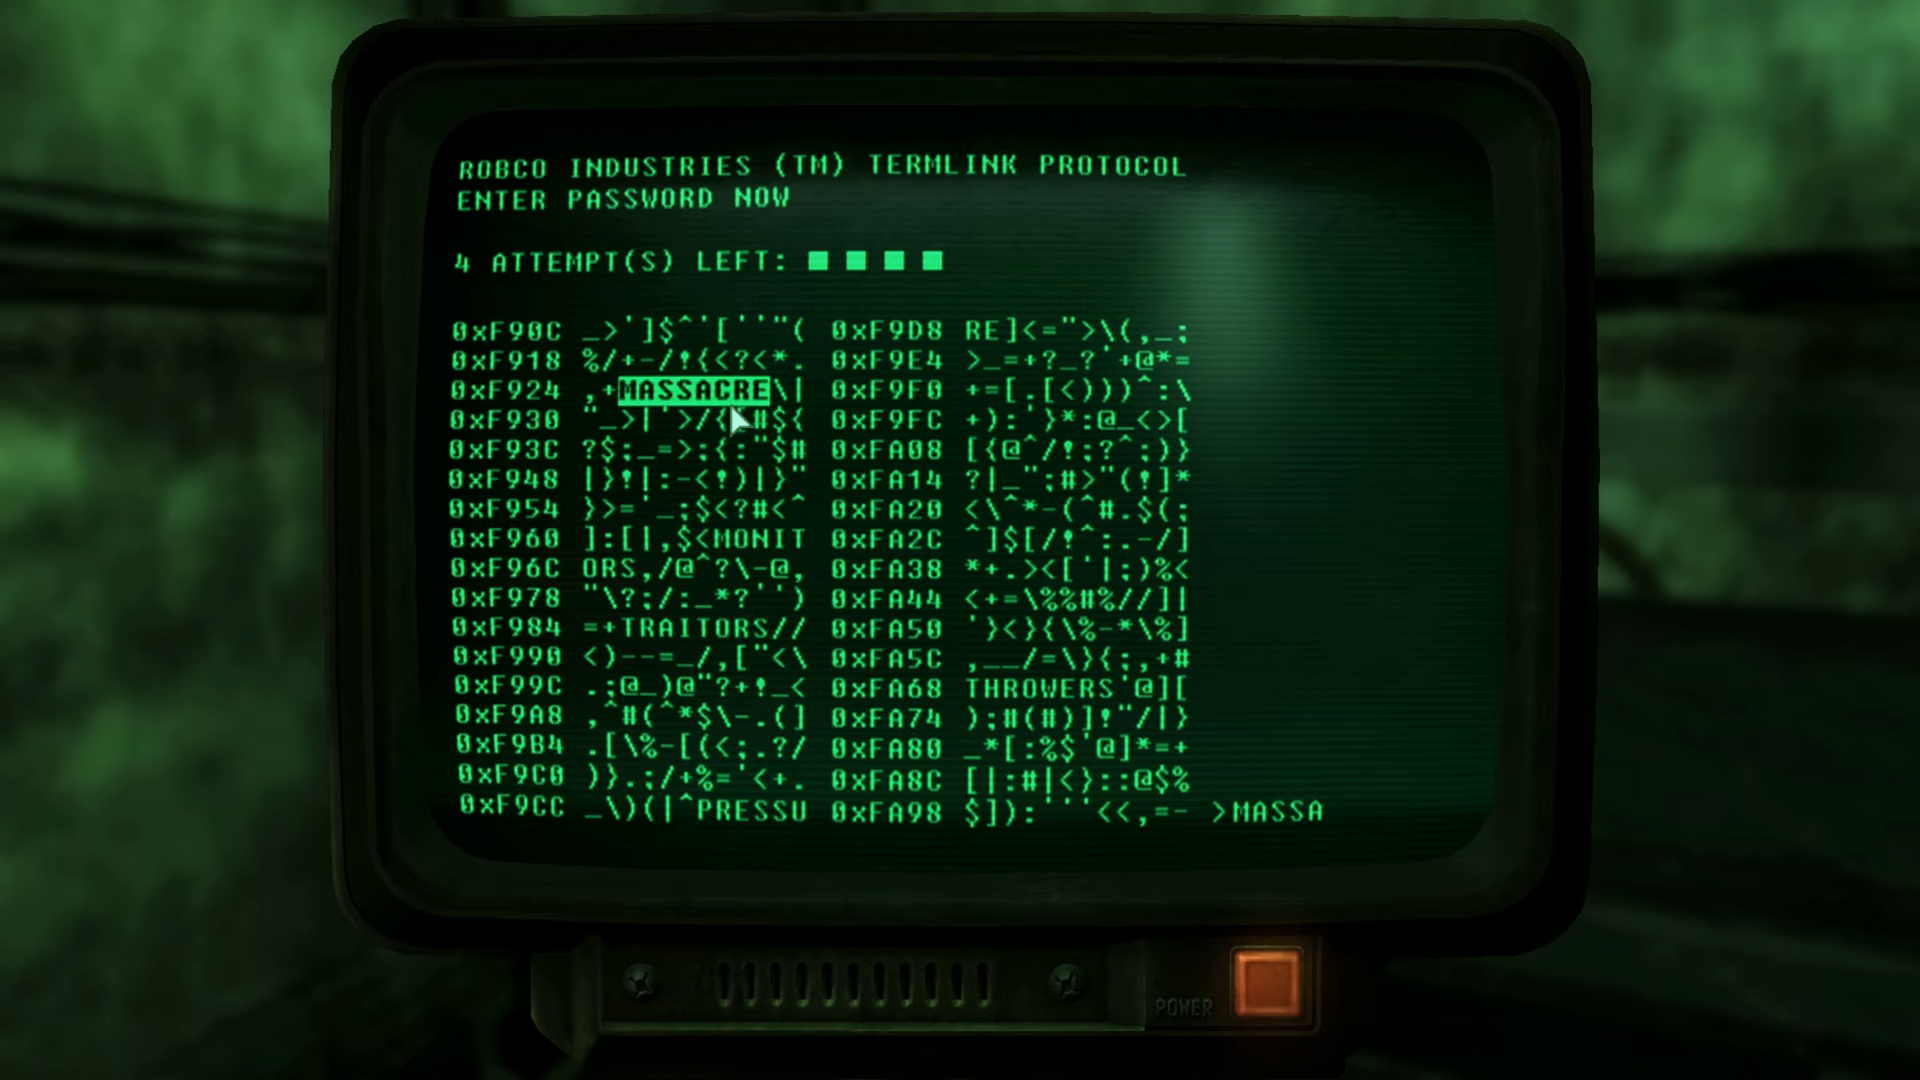 ROBCO INDUSTRIES (TM) TERMLINK PROTOCOL
ENTER PASSWORD NOW
4 ATTEMPT(S) LEFT: ■ ■ ■ ■
0xF90C _>']$^'[''"( 0xF9D8 RE]<=">\(,_;
0xF918 %/+-/!{<?<*. 0xF9E4 >_=+?_?'+@*=
0xF924 ,+MASSACRE\| 0xF9F0 +=[.[<)))^:\
0xF930 "_>|'>/{ #${ 0xF9FC +):'}*:@_<>[
0xF93C ?$;_=>;{:"$# 0xFA08 [{@^/!;?^;)}
0xF948 |}!|:-<!)|}" 0xFA14 ?|_";#>"(!]*
0xF954 }>='_;$<?#<^ 0xFA20 <\^*-(^#.$(;
0xF960 ]:[|,$<MONIT 0xFA2C ^]$[/!^:.-/]
0xF96C ORS,/@^?\-@, 0xFA38 *+.><['|;)%<
0xF978 "\?;/:_*?'') 0xFA44 <+=\%%#%//]|
0xF984 =+TRAITORS// 0xFA50 '}<}{\%-*\%]
0xF990 <)--=_/,["<\ 0xFA5C ,__/=\}{;,+#
0xF99C .;@_)@"?+!_< 0xFA68 THROWERS'@][
0xF9A8 ,^#(^*$\-.(] 0xFA74 );#(#)]!"/|}
0xF9B4 .[\%-[(<;.?/ 0xFA80 _*[:%$'@]*=+
0xF9C0 )}.;/+%='<+. 0xFA8C [|:#|<}::@$%
0xF9CC _\)(|^PRESSU 0xFA98 $]):'''<<,=- >MASSA
POWER